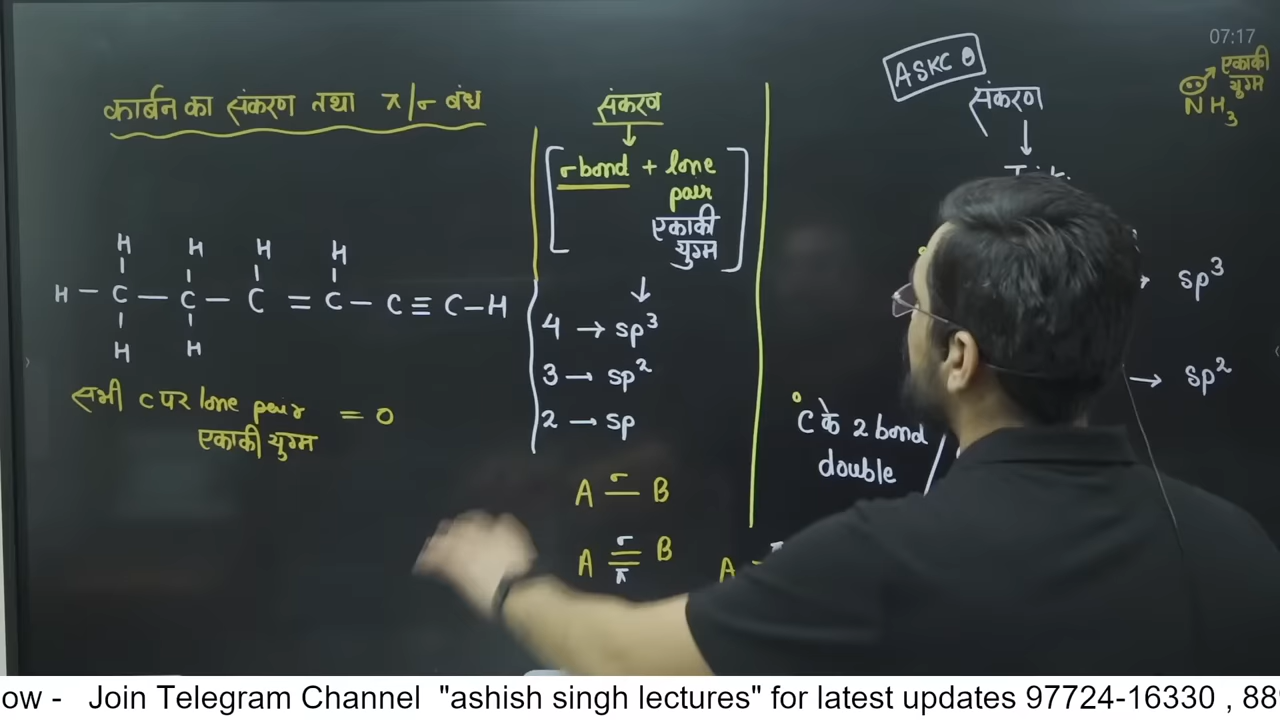 कार्बन का संकरण तथा π/σ बंध
H H H H
H – C – C – C = C – C ≡ C – H
H H
सभी C पर lone pair = 0
एकाकी युग्म
संकरण
↓
σ bond + lone pair
एकाकी युग्म
↓
4 → sp³
3 → sp²
2 → sp
A σ B
A σ B
π
A
ASKC
संकरण
↓
sp³
→ sp²
C के 2 bond
double
07:17
एकाकी
युग्म
NH₃
ow - Join Telegram Channel "ashish singh lectures" for latest updates 97724-16330 , 889